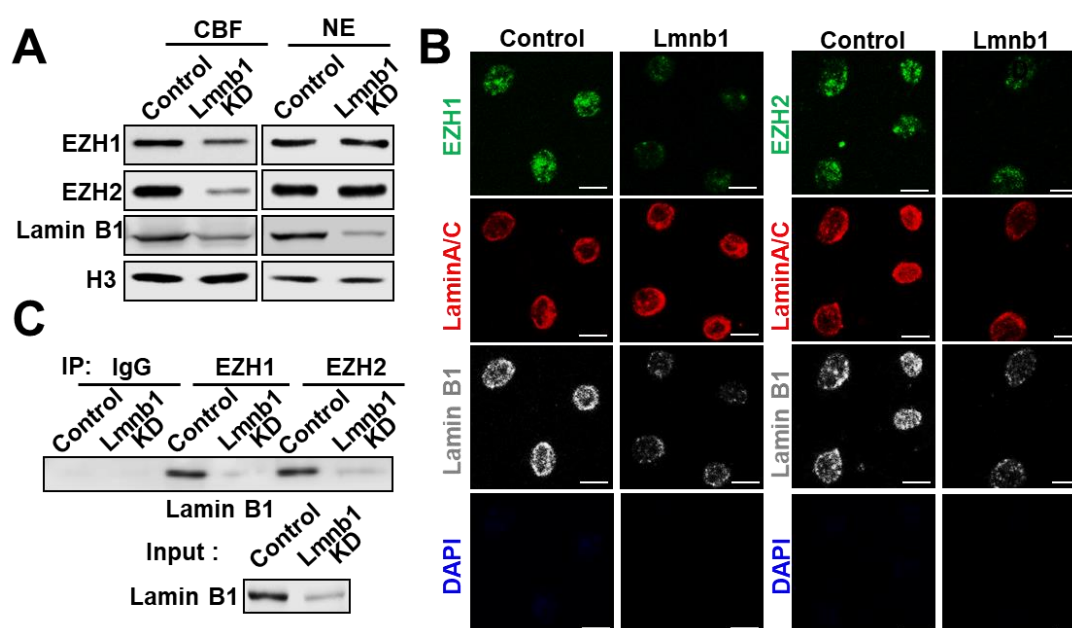 A
CBF NE
Control Lmnb1 KD Control Lmnb1 KD
EZH1
EZH2
Lamin B1
H3
B
Control Lmnb1 Control Lmnb1
EZH1 EZH2
LaminA/C LaminA/C
Lamin B1 Lamin B1
DAPI DAPI
C
IP: IgG EZH1 EZH2
Control Lmnb1 KD Control Lmnb1 KD Control Lmnb1 KD
Lamin B1
Input : Control Lmnb1 KD
Lamin B1